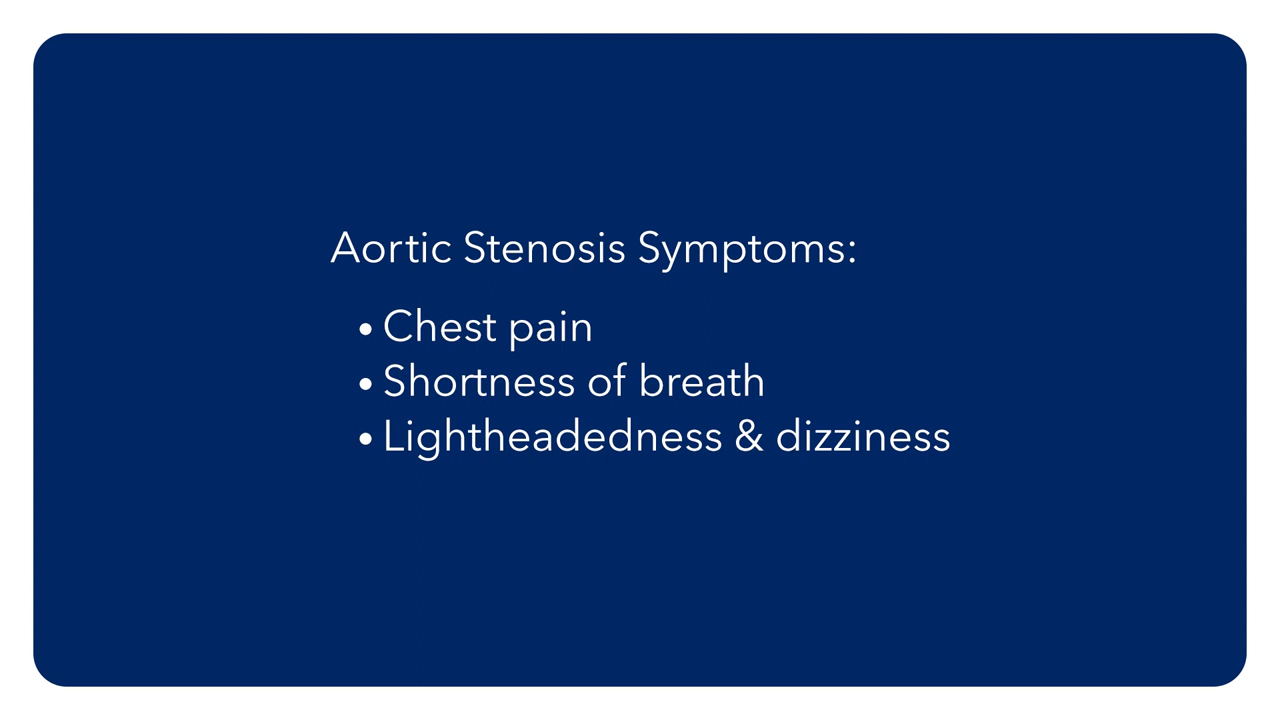 Aortic Stenosis Symptoms:
• Chest pain
• Shortness of breath
• Lightheadedness & dizziness